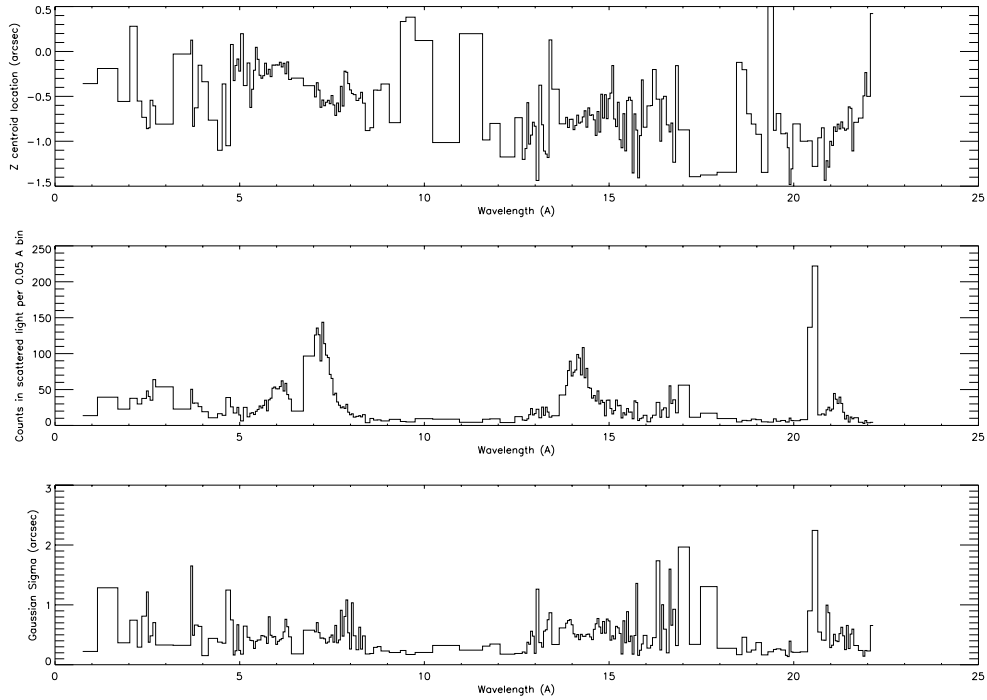 Z centroid location (arcsec)
0.5
0.0
−0.5
−1.0
−1.5
0 5 10 15 20 25
Wavelength (A)
Counts in scattered light per 0.05 A bin
250
200
150
100
50
0
0 5 10 15 20 25
Wavelength (A)
Gaussian Sigma (arcsec)
3
2
1
0
0 5 10 15 20 25
Wavelength (A)